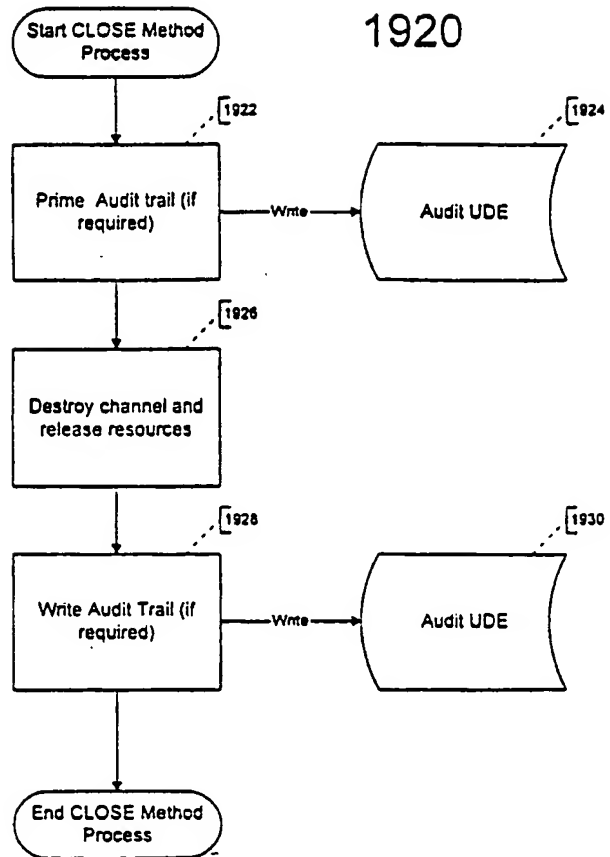 Start CLOSE Method
Process
1920
1922
1924
Prime Audit trail (if
required)
Write
Audit UDE
1926
Destroy channel and
release resources
1928
1930
Write Audit Trail (if
required)
Write
Audit UDE
End CLOSE Method
Process